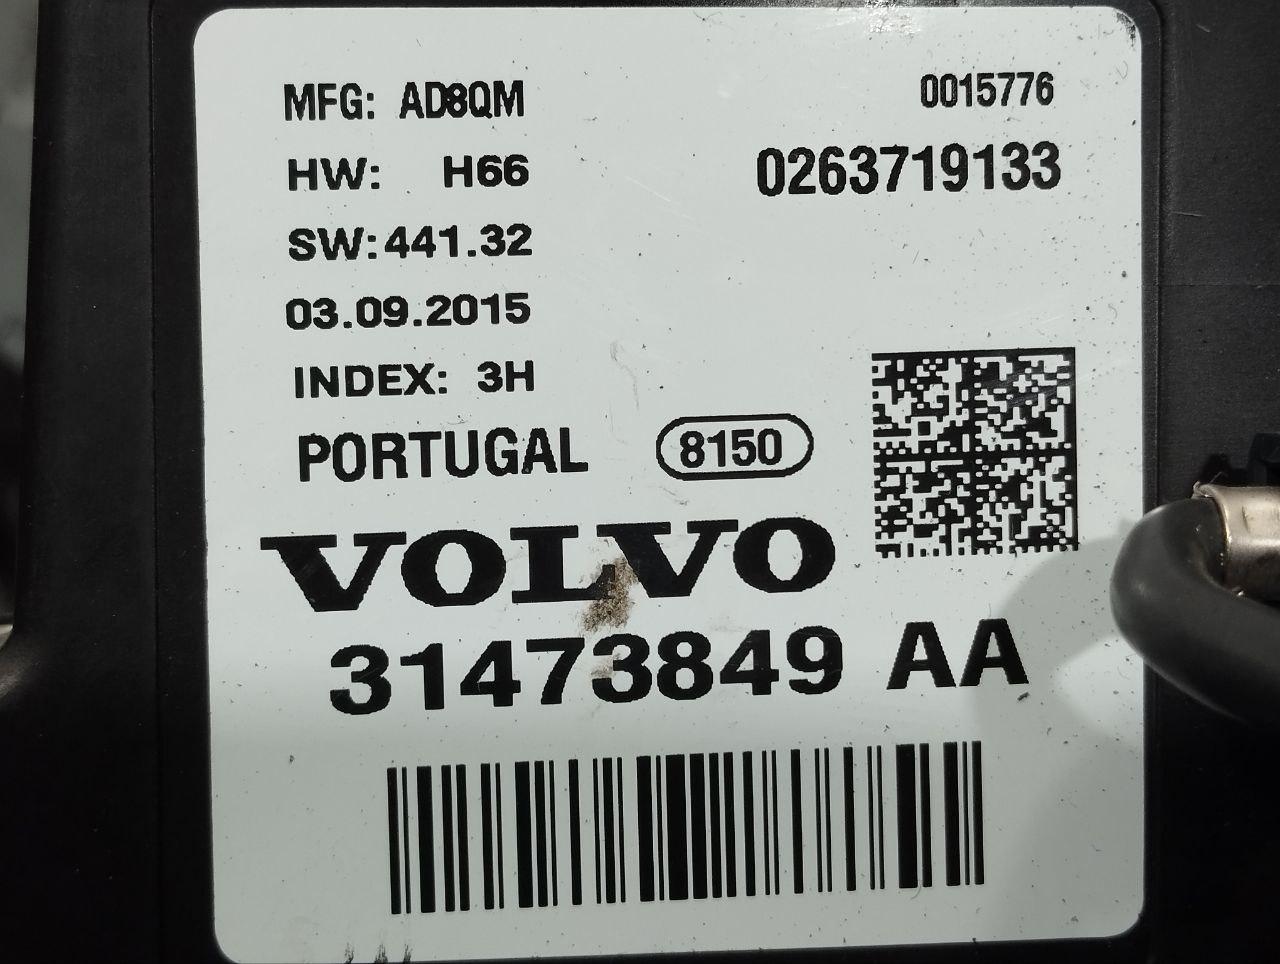 MFG: AD8QM
0015776
HW: H66
0263719133
SW:441.32
03.09.2015
INDEX: 3H
PORTUGAL
8150
VOLVO
31473849 AA